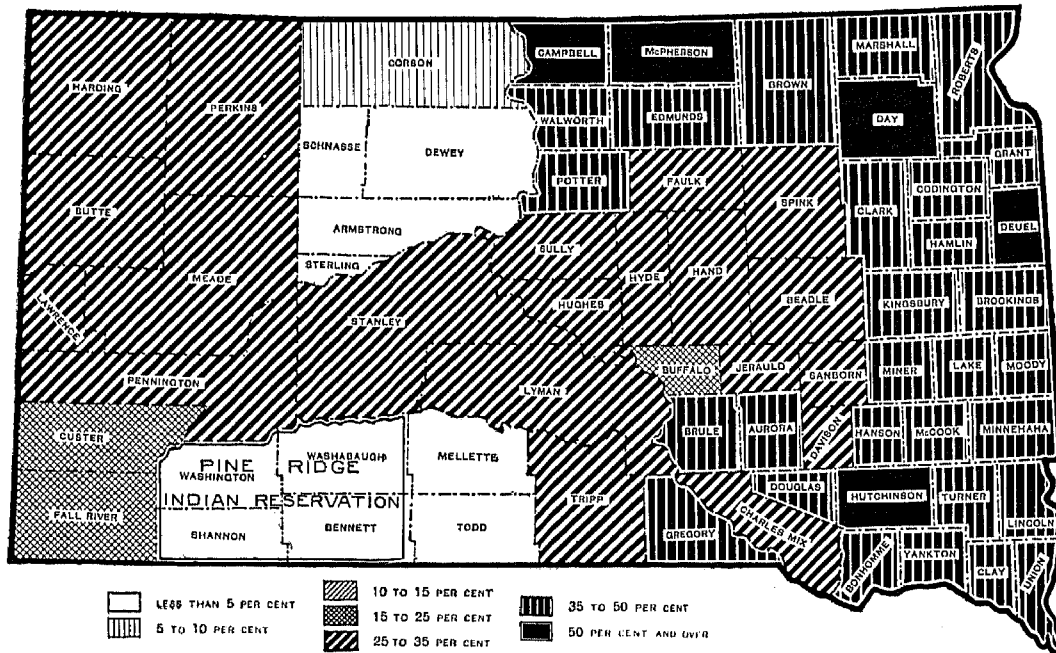 CORSON
CAMPBELL
McPHERSON
MARSHALL
ROBERTS
HARDING
PERKINS
BROWN
WALWORTH
EDMUNDS
DAY
SCHNASSE
DEWEY
GRANT
POTTER
FAULK
CODINGTON
BUTTE
SPINK
CLARK
DEUEL
ARMSTRONG
SULLY
HAMLIN
STERLING
MEADE
HYDE
HAND
LAWRENCE
HUGHES
BEADLE
KINGSBURY
BROOKINGS
STANLEY
PENNINGTON
BUFFALO
JERAULD
SANBORN
MINER
LAKE
MOODY
LYMAN
CUSTER
BRULE
AURORA
DAVISON
HANSON
McCOOK
MINNEHAHA
PINE RIDGE
WASHABAUGH
MELLETTE
WASHINGTON
INDIAN RESERVATION
TRIPP
DOUGLAS
HUTCHINSON
TURNER
FALL RIVER
SHANNON
BENNETT
TODD
GREGORY
CHARLES MIX
LINCOLN
BONHOMME
YANKTON
CLAY
UNION
LESS THAN 5 PER CENT
5 TO 10 PER CENT
10 TO 15 PER CENT
15 TO 25 PER CENT
25 TO 35 PER CENT
35 TO 50 PER CENT
50 PER CENT AND OVER